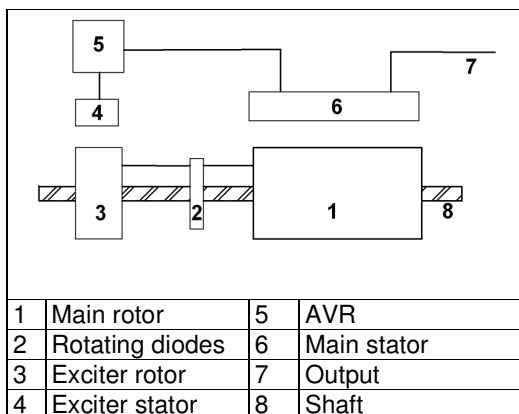 5
7
4
6
3
2
1
8
1 Main rotor 5 AVR
2 Rotating diodes 6 Main stator
3 Exciter rotor 7 Output
4 Exciter stator 8 Shaft